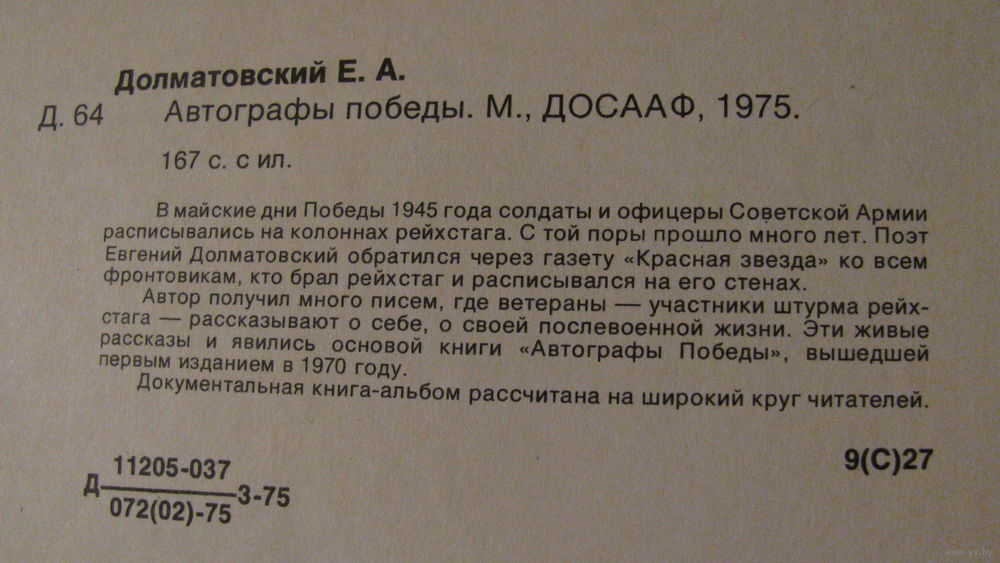 Долматовский Е. А.
Д. 64 Автографы победы. М., ДОСААФ, 1975.
167 с. с ил.
В майские дни Победы 1945 года солдаты и офицеры Советской Армии
расписывались на колоннах рейхстага. С той поры прошло много лет. Поэт
Евгений Долматовский обратился через газету «Красная звезда» ко всем
фронтовикам, кто брал рейхстаг и расписывался на его стенах.
Автор получил много писем, где ветераны — участники штурма рейх-
стага — рассказывают о себе, о своей послевоенной жизни. Эти живые
рассказы и явились основой книги «Автографы Победы», вышедшей
первым изданием в 1970 году.
Документальная книга-альбом рассчитана на широкий круг читателей.
9(С)27
11205-037
Д 3-75
072(02)-75
www.ay.by